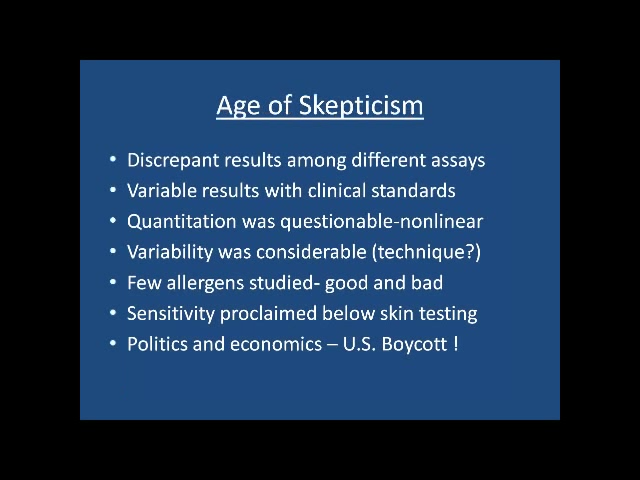 Age of Skepticism
• Discrepant results among different assays
• Variable results with clinical standards
• Quantitation was questionable-nonlinear
• Variability was considerable (technique?)
• Few allergens studied- good and bad
• Sensitivity proclaimed below skin testing
• Politics and economics – U.S. Boycott !